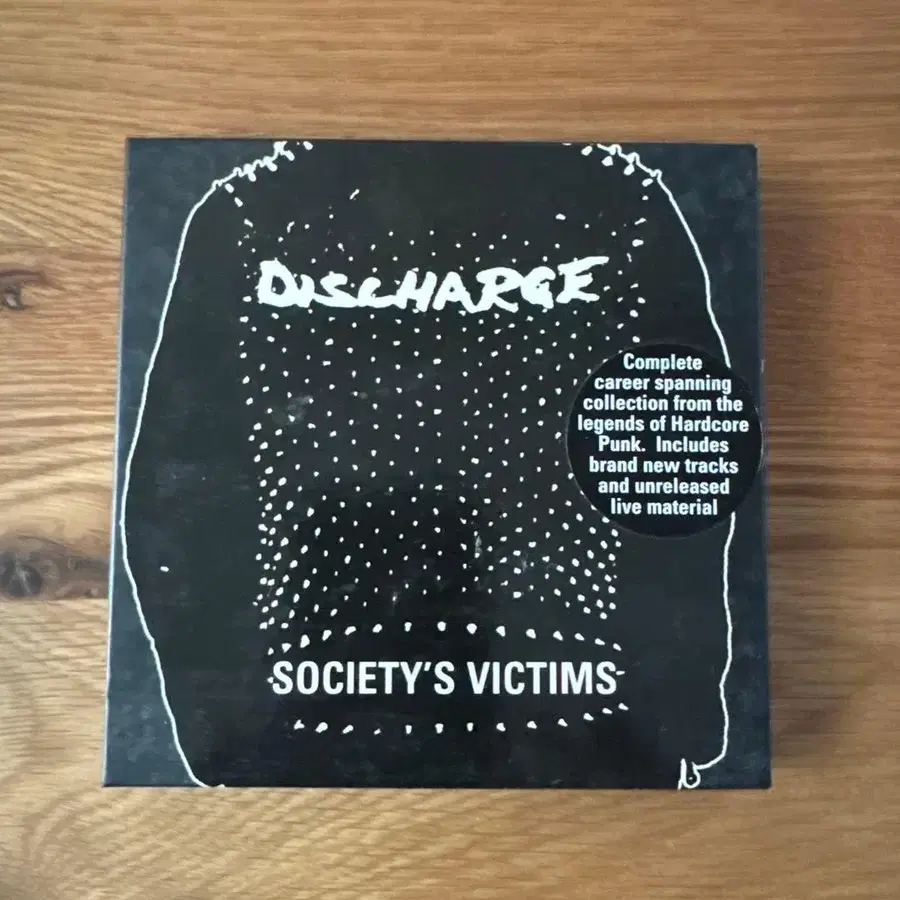 DISCHARGE
Complete
career spanning
collection from the
legends of Hardcore
Punk. Includes
brand new tracks
and unreleased
live material
SOCIETY'S VICTIMS